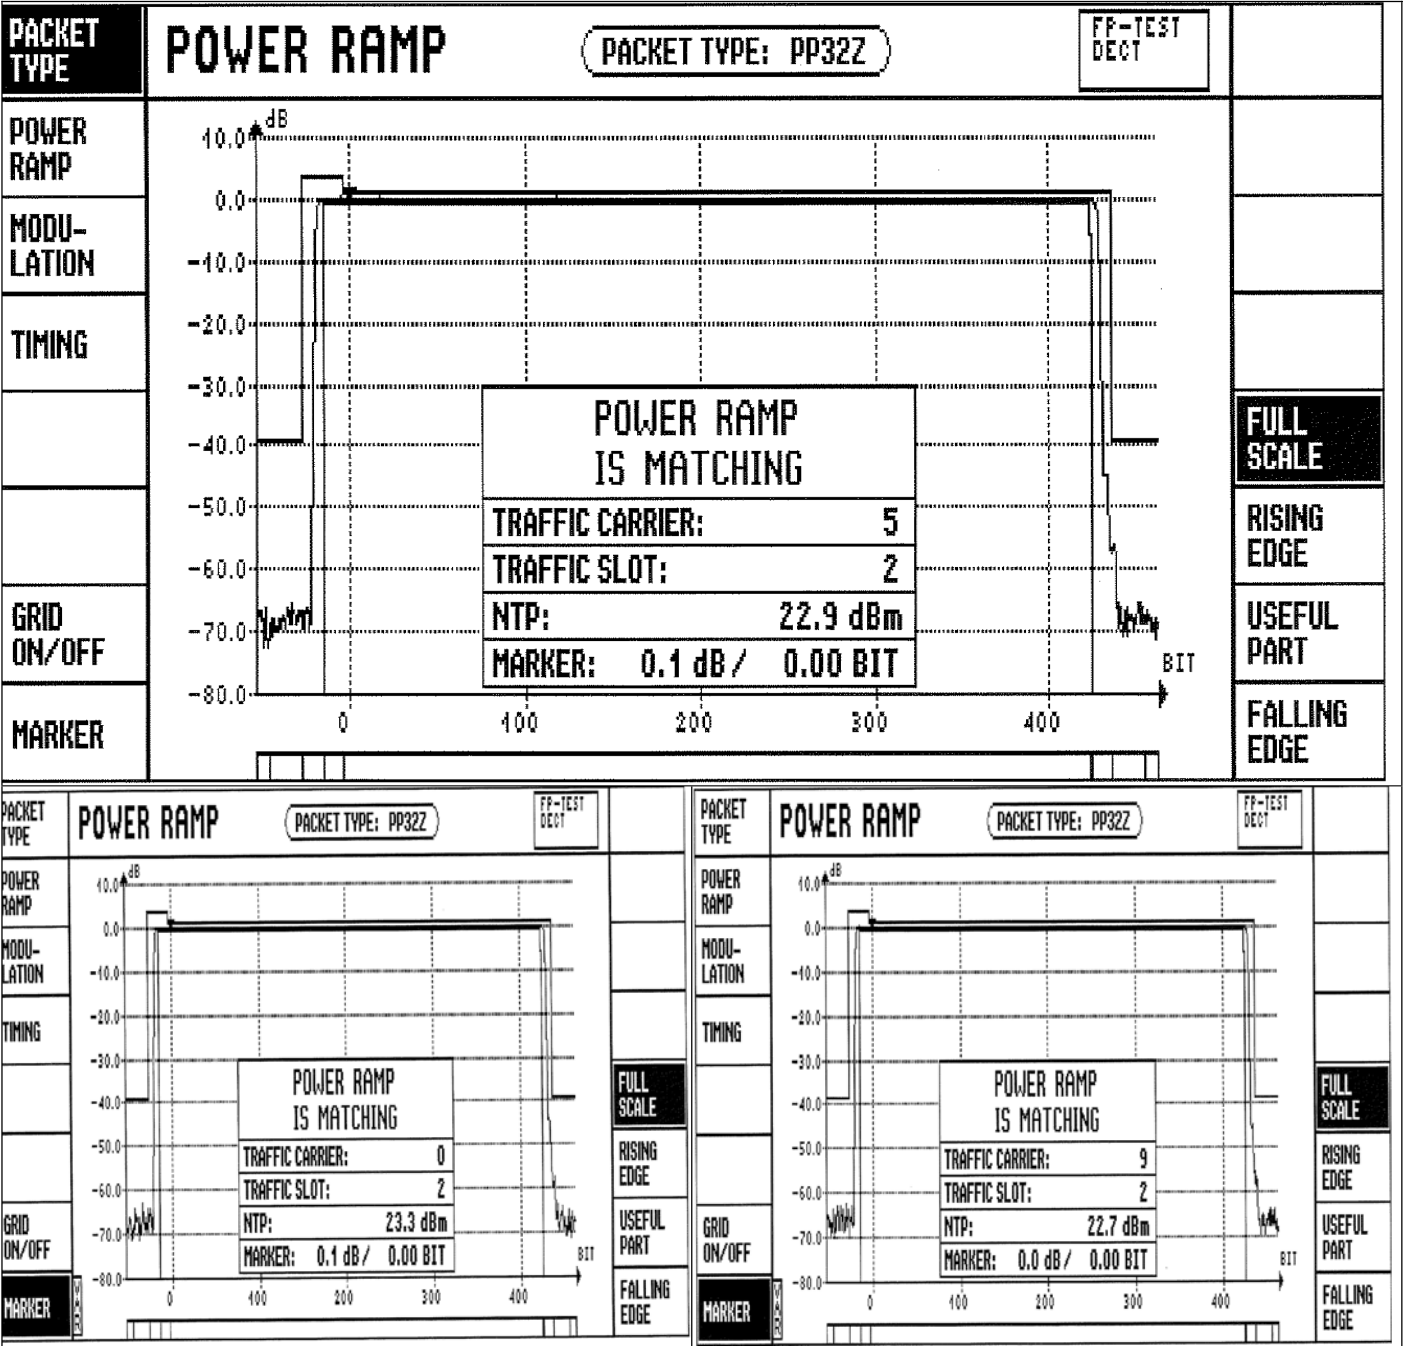 PACKET
TYPE
POWER RAMP
PACKET TYPE: PP32Z
FP-TEST
DECT
POWER
RAMP
MODU-
LATION
TIMING
GRID
ON/OFF
MARKER
dB
10.0
0.0
-10.0
-20.0
-30.0
-40.0
-50.0
-60.0
-70.0
-80.0
POWER RAMP
IS MATCHING
TRAFFIC CARRIER: 5
TRAFFIC SLOT: 2
NTP: 22.9 dBm
MARKER: 0.1 dB / 0.00 BIT
BIT
0 100 200 300 400
FULL
SCALE
RISING
EDGE
USEFUL
PART
FALLING
EDGE
PACKET
TYPE
POWER RAMP
PACKET TYPE: PP32Z
FP-TEST
DECT
POWER
RAMP
MODU-
LATION
TIMING
GRID
ON/OFF
MARKER
VAR
dB
10.0
0.0
-10.0
-20.0
-30.0
-40.0
-50.0
-60.0
-70.0
-80.0
POWER RAMP
IS MATCHING
TRAFFIC CARRIER: 0
TRAFFIC SLOT: 2
NTP: 23.3 dBm
MARKER: 0.1 dB / 0.00 BIT
BIT
0 100 200 300 400
FULL
SCALE
RISING
EDGE
USEFUL
PART
FALLING
EDGE
PACKET
TYPE
POWER RAMP
PACKET TYPE: PP32Z
FP-TEST
DECT
POWER
RAMP
MODU-
LATION
TIMING
GRID
ON/OFF
MARKER
VAR
dB
10.0
0.0
-10.0
-20.0
-30.0
-40.0
-50.0
-60.0
-70.0
-80.0
POWER RAMP
IS MATCHING
TRAFFIC CARRIER: 9
TRAFFIC SLOT: 2
NTP: 22.7 dBm
MARKER: 0.0 dB / 0.00 BIT
BIT
0 100 200 300 400
FULL
SCALE
RISING
EDGE
USEFUL
PART
FALLING
EDGE